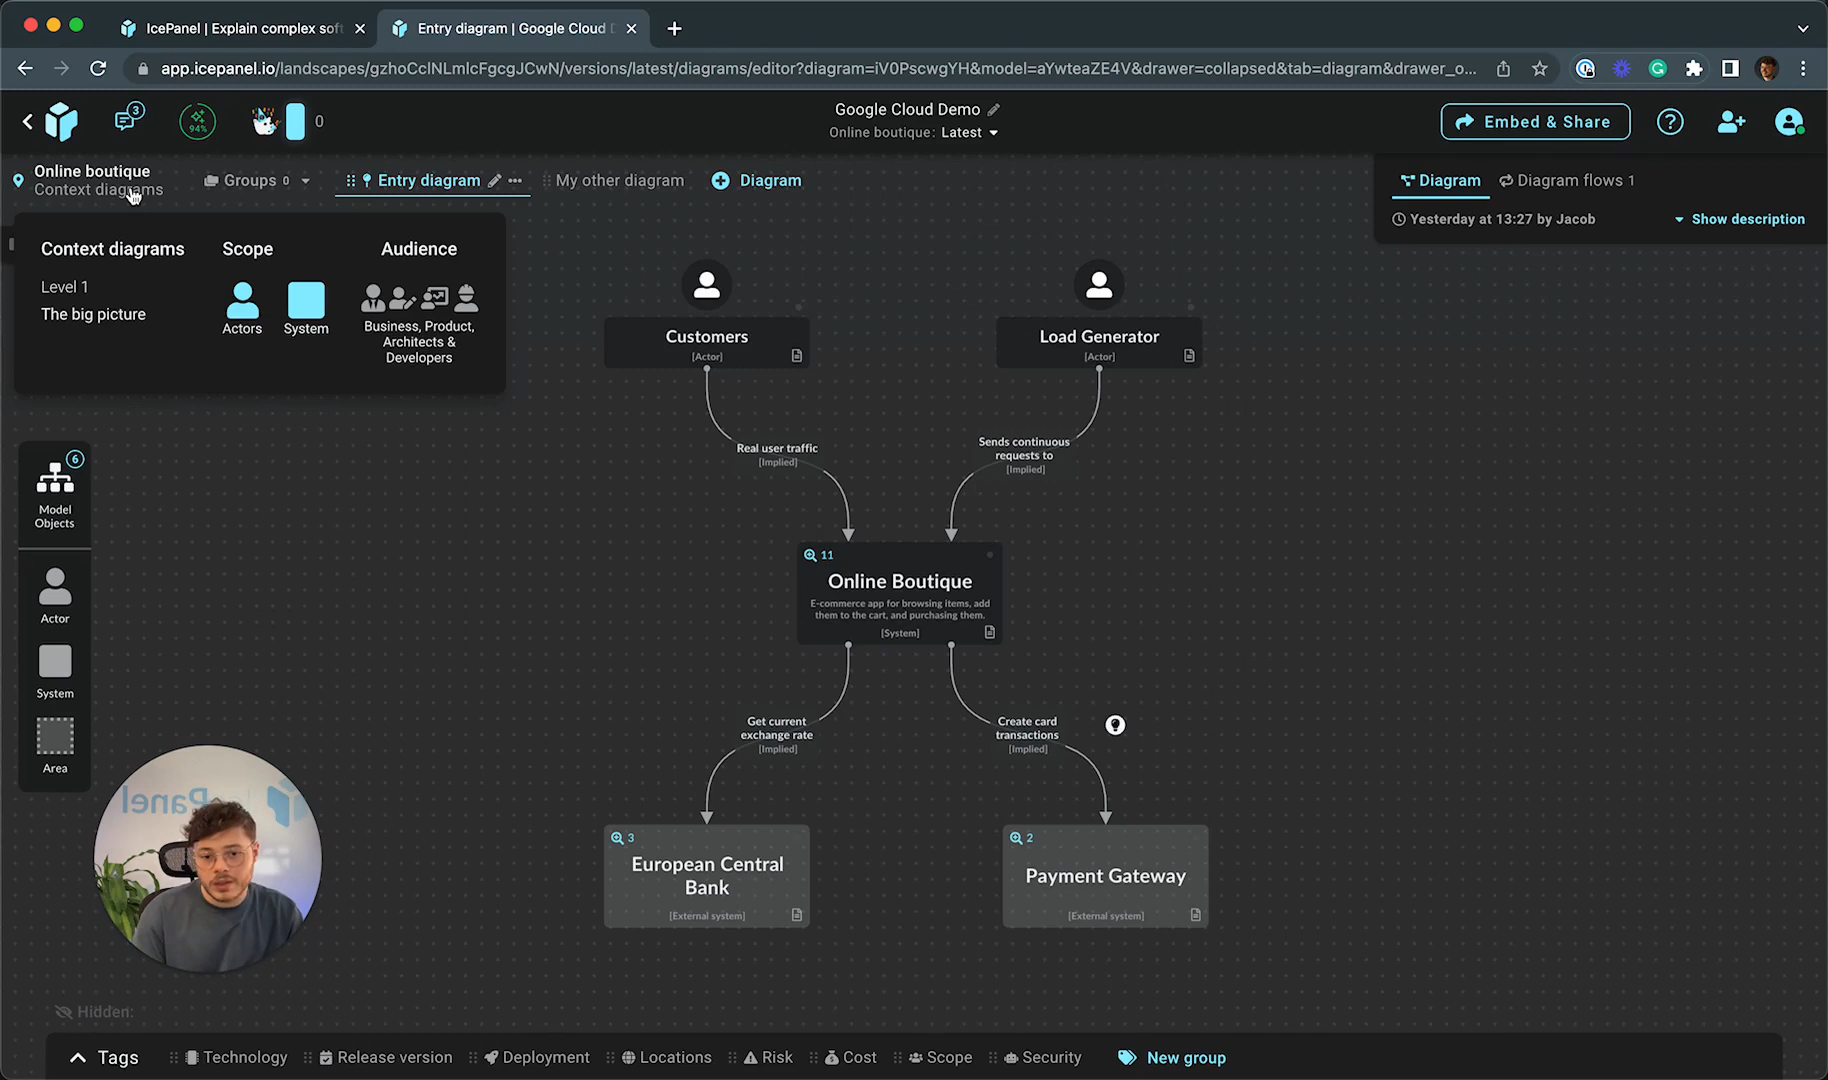 IcePanel | Explain complex soft
Entry diagram | Google Cloud D
app.icepanel.io/landscapes/gzhoCclNLmlcFgcgJCwN/versions/latest/diagrams/editor?diagram=iV0PscwgYH&model=aYwteaZE4V&drawer=collapsed&tab=diagram&drawer_o...
3
94%
0
Google Cloud Demo
Online boutique: Latest
Embed & Share
Online boutique
Context diagrams
Groups 0
Entry diagram
My other diagram
Diagram
Diagram
Diagram flows 1
Yesterday at 13:27 by Jacob
Show description
Context diagrams
Level 1
The big picture
Scope
Actors
System
Audience
Business, Product,
Architects &
Developers
Customers
[Actor]
Load Generator
[Actor]
Real user traffic
[Implied]
Sends continuous
requests to
[Implied]
6
Model
Objects
Actor
System
Area
11
Online Boutique
E-commerce app for browsing items, add
them to the cart, and purchasing them.
[System]
Get current
exchange rate
[Implied]
Create card
transactions
[Implied]
3
European Central
Bank
[External system]
2
Payment Gateway
[External system]
Hidden:
Tags
Technology
Release version
Deployment
Locations
Risk
Cost
Scope
Security
New group